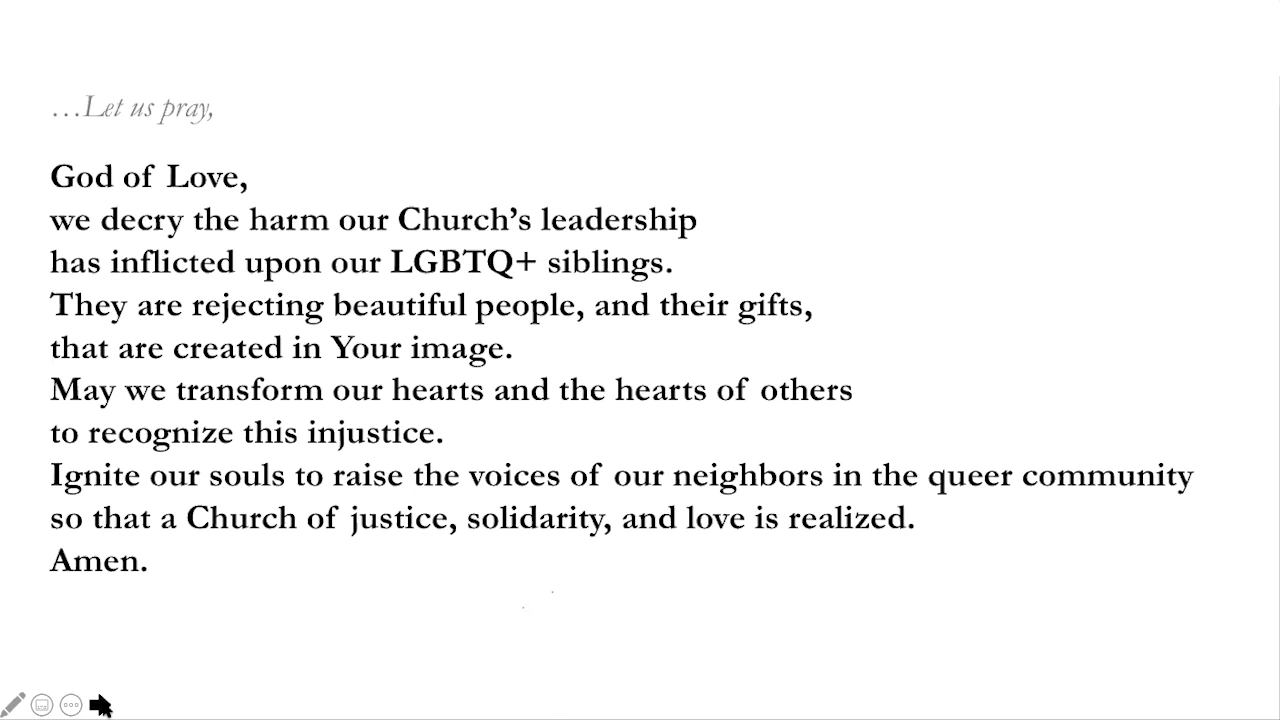 …Let us pray,
God of Love,
we decry the harm our Church’s leadership
has inflicted upon our LGBTQ+ siblings.
They are rejecting beautiful people, and their gifts,
that are created in Your image.
May we transform our hearts and the hearts of others
to recognize this injustice.
Ignite our souls to raise the voices of our neighbors in the queer community
so that a Church of justice, solidarity, and love is realized.
Amen.